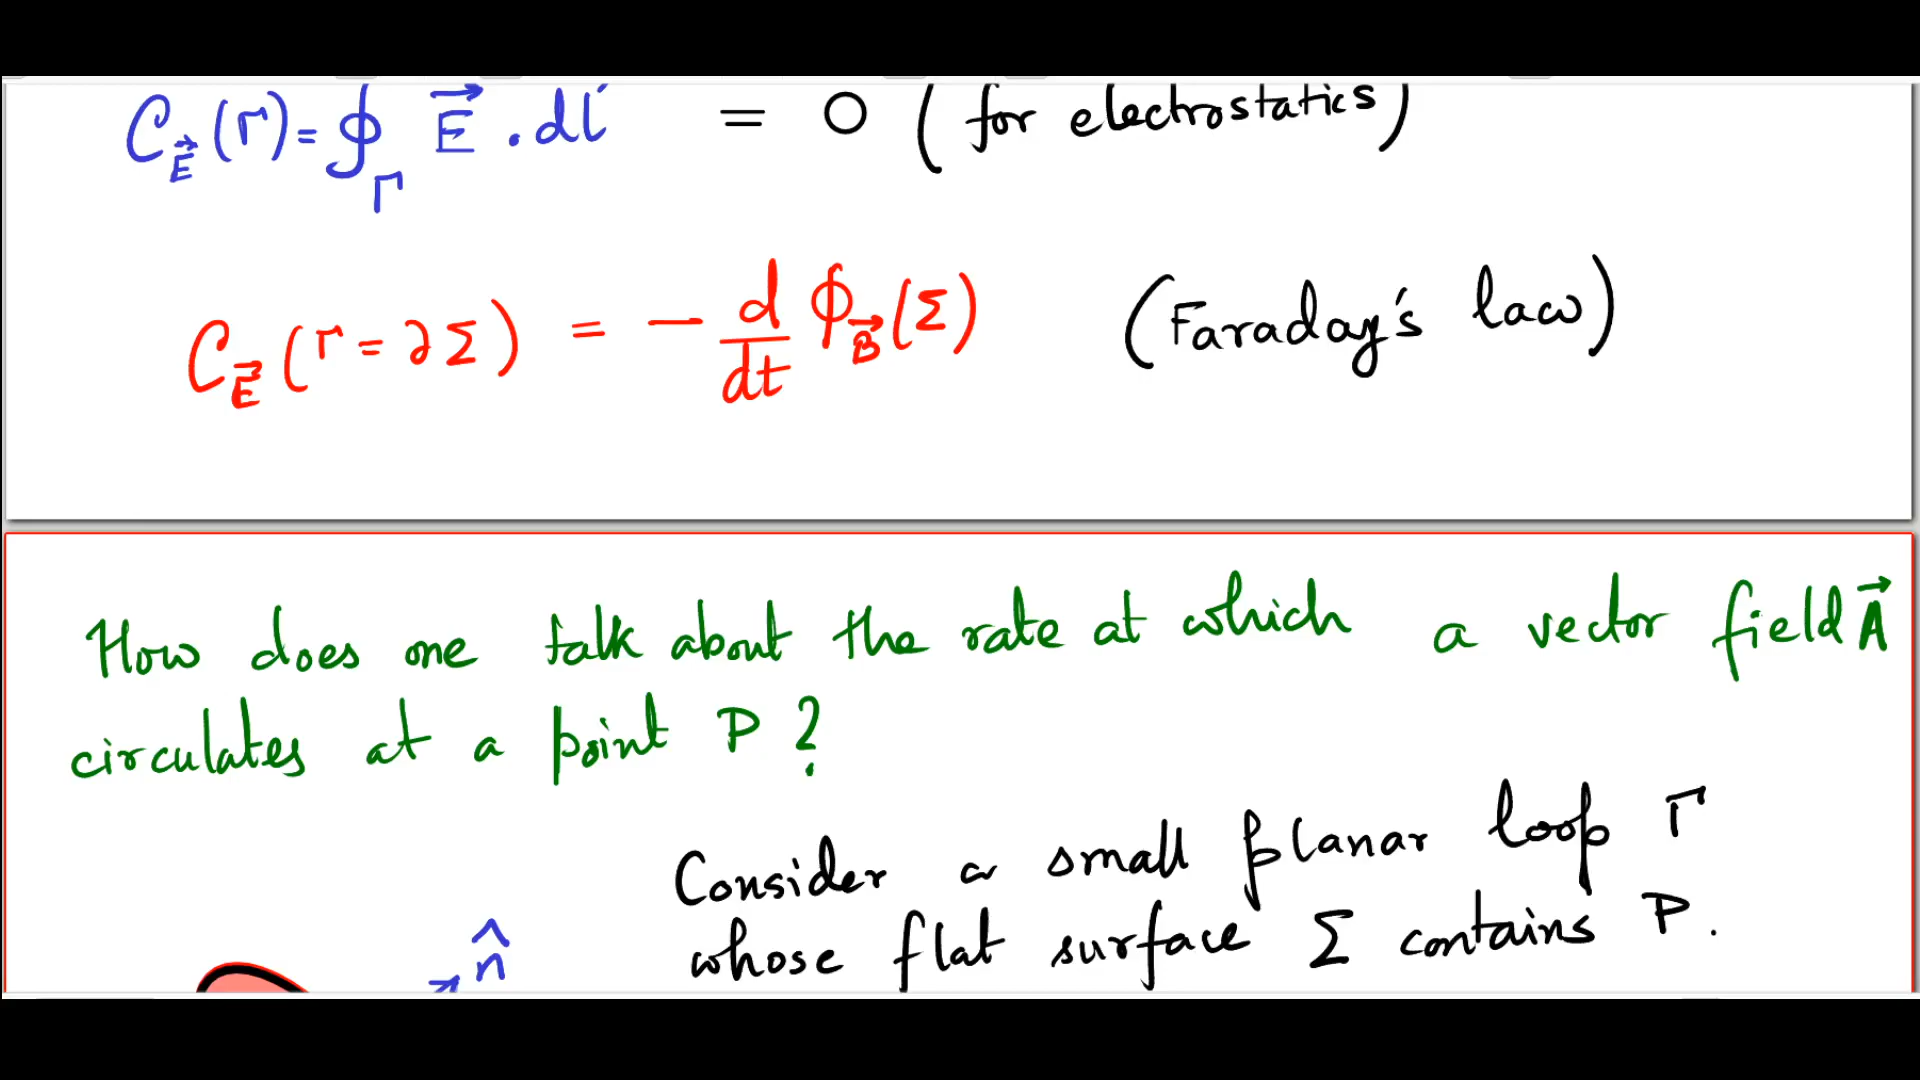 C_E⃗ (Γ) = ∮_Γ E⃗ . dl = 0 (for electrostatics)
C_E⃗ (Γ = ∂Σ) = - d/dt Φ_B⃗ (Σ) (Faraday's law)
How does one talk about the rate at which a vector field A⃗
circulates at a point P ?
Consider a small planar loop Γ
whose flat surface Σ contains P.
n̂